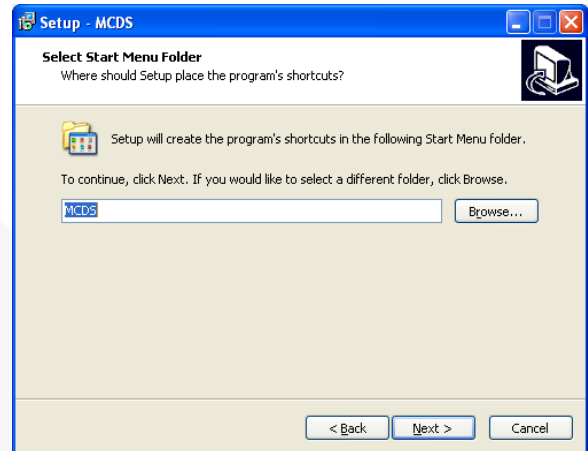 Setup - MCDS
Select Start Menu Folder
Where should Setup place the program's shortcuts?
Setup will create the program's shortcuts in the following Start Menu folder.
To continue, click Next. If you would like to select a different folder, click Browse.
MCDS
Browse...
< Back
Next >
Cancel